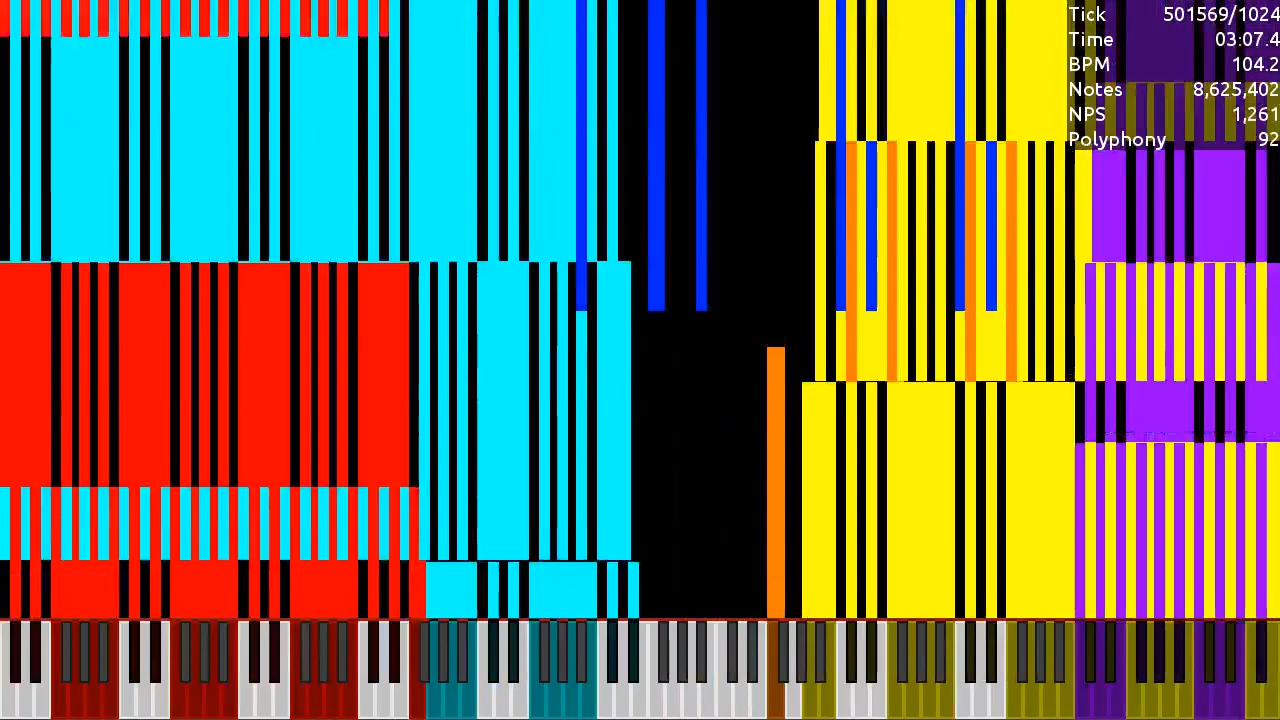 Tick 501569/1024
Time 03:07.4
BPM 104.2
Notes 8,625,402
NPS 1,261
Polyphony 92